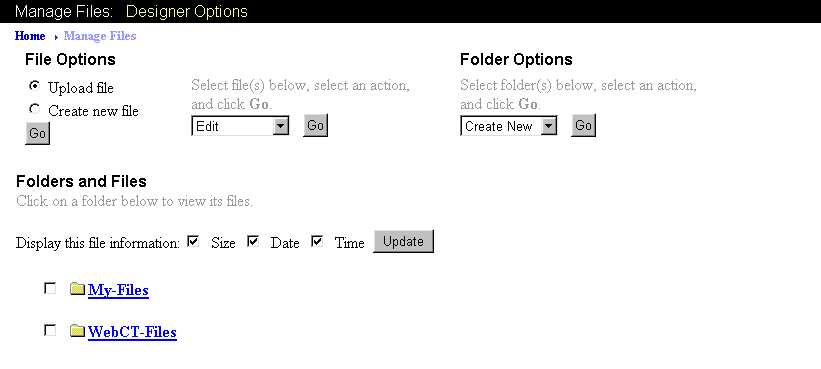 Manage Files: Designer Options
Home › Manage Files
File Options
Upload file
Create new file
Go
Select file(s) below, select an action,
and click Go.
Edit Go
Folder Options
Select folder(s) below, select an action,
and click Go.
Create New Go
Folders and Files
Click on a folder below to view its files.
Display this file information: Size Date Time Update
My-Files
WebCT-Files